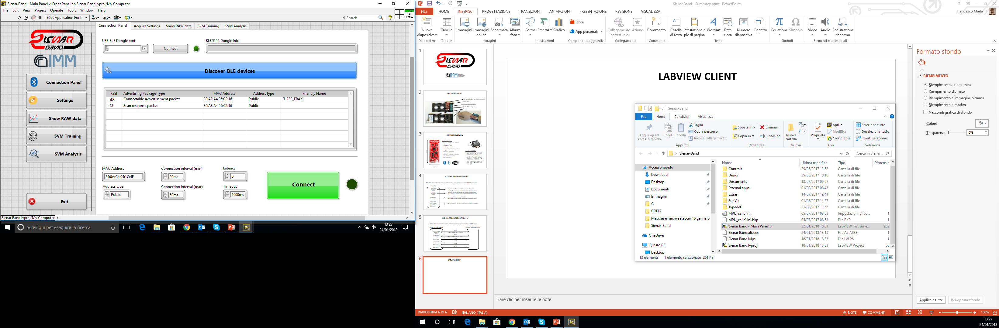 Sienar Band - Main Panel.vi Front Panel on Sienar Band.lvproj/My Computer
File Edit View Project Operate Tools Window Help
36pt Application Font
Search
SIENAR
MAIN
PANEL
SIENAR
BAND
IMM
Connection Panel
Settings
Show RAW data
SVM Training
SVM Analysis
Exit
Connection Panel Acquire Settings Show RAW data SVM Training SVM Analysis
USB BLE Dongle port
Connect
BLED112 Dongle Info
Discover BLE devices
RSSI Advertising Package Type MAC Address Address type Friendly Name
-48 Connectable Advertisement packet 30:AE:A4:05:C2:16 Public ESP_FRAX
-48 Scan response packet 30:AE:A4:05:C2:16 Public
MAC Address Connection interval (min) Latency
24:0A:C4:04:1C:4E 20ms 0
Address type Connection interval (max) Timeout
Public 50ms 1000ms
Connect
Sienar Band.lvproj/My Computer
Scrivi qui per eseguire la ricerca
13:27
24/01/2018
Sienar Band - Summary.pptx - PowerPoint
FILE HOME INSERISCI PROGETTAZIONE TRANSIZIONI ANIMAZIONI PRESENTAZIONE REVISIONE VISUALIZZA
Francesco Maita
Nuova diapositiva
Tabella
Immagini
Immagini online
Schermata
Album foto
Forme
SmartArt
Grafico
Store
App personali
Collegamento ipertestuale
Azione
Commento
Casella di testo
Intestazione e piè di pagina
WordArt
Data e ora
Numero diapositiva
Oggetto
Equazione
Simbolo
Video
Audio
Registrazione schermo
Diapositive Tabelle Immagini Illustrazioni Componenti aggiuntivi Collegamenti Commenti Testo Simboli Elementi multimediali
1
SIENAR
BAND
IMM
2
SYSTEM OVERVIEW
3
FEATURES OVERVIEW
4
BLE COMMUNICATION DETAILS
5
BLE COMMUNICATION DETAILS - 2
6
LABVIEW CLIENT
LABVIEW CLIENT
Sienar-Band
File Home Condividi Visualizza
Aggiungi ad Accesso rapido
Copia
Incolla
Taglia
Copia percorso
Incolla collegamento
Sposta in
Copia in
Elimina
Rinomina
Nuova cartella
Proprietà
Apri
Modifica
Cronologia
Seleziona tutto
Deseleziona tutto
Inverti selezione
Appunti Organizza Nuovo Apri Seleziona
Sienar-Band
Cerca in Sienar...
Accesso rapido
Download
Desktop
Documenti
Immagini
C
CRT17
Maschere micro setaccio 16 gennaio
Sienar-Band
OneDrive
Questo PC
Desktop
Nome Ultima modifica Tipo Dimension
Controls 29/05/2017 12:52 Cartella di file
Design 29/05/2017 18:16 Cartella di file
Documents 18/07/2017 09:07 Cartella di file
External apps 01/09/2017 08:43 Cartella di file
Extras 14/07/2017 12:41 Cartella di file
SubVIs 01/08/2017 14:57 Cartella di file
Typedef 31/08/2017 11:56 Cartella di file
MPU_calib.ini 05/07/2017 08:53 Impostazioni di co... 1
MPU_calib.ini.bkp 05/07/2017 08:53 File BKP 1
Sienar Band - Main Panel.vi 22/01/2018 18:03 LabVIEW Instrume... 262
Sienar Band.aliases 24/01/2018 13:13 File ALIASES 1
Sienar Band.lvlps 18/01/2018 18:33 File LVLPS 1
Sienar Band.lvproj 18/01/2018 18:33 LabVIEW Project 56
13 elementi 1 elemento selezionato 261 KB
Formato sfondo
RIEMPIMENTO
Riempimento a tinta unita
Riempimento sfumato
Riempimento a immagine o trama
Riempimento a motivo
Nascondi grafica di sfondo
Colore
Trasparenza 0%
Applica a tutte Reimposta sfondo
Fare clic per inserire le note
DIAPOSITIVA 6 DI 6 ITALIANO (ITALIA) NOTE COMMENTI 100%
13:27
24/01/2018